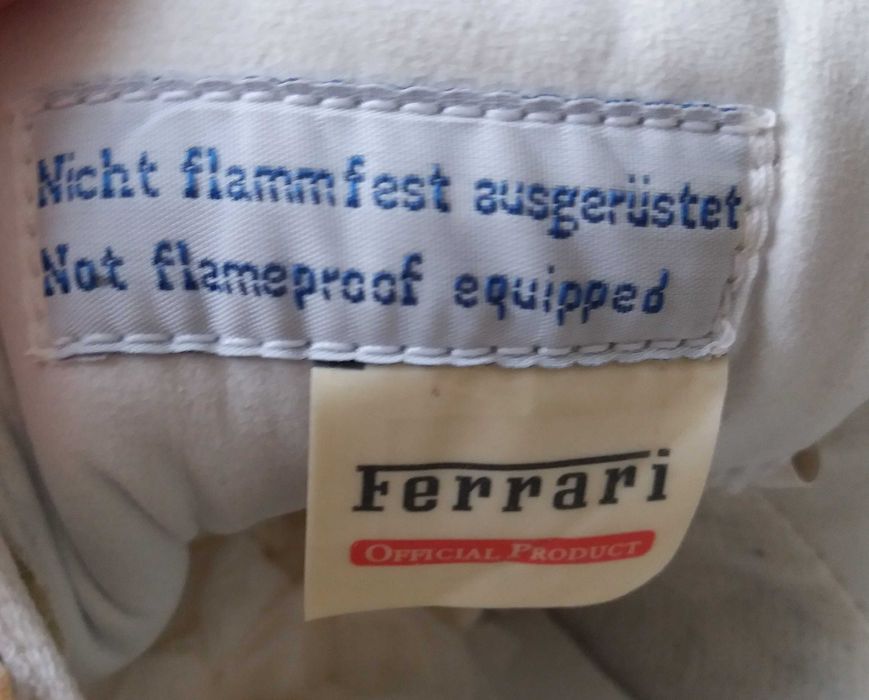 Nicht flammfest ausgerüstet
Not flameproof equipped
Ferrari
OFFICIAL PRODUCT